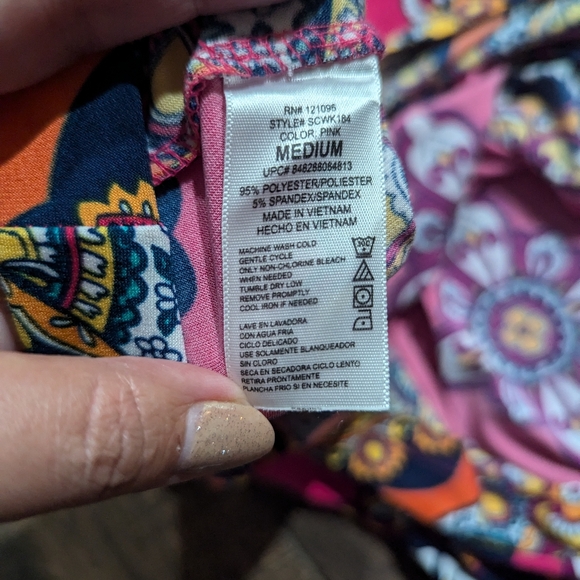 RN# 121096
STYLE# SCWK184
COLOR: PINK
MEDIUM
UPC# 846286064813
95% POLYESTER/POLIESTER
5% SPANDEX/SPANDEX
MADE IN VIETNAM
HECHO EN VIETNAM
MACHINE WASH COLD
GENTLE CYCLE
ONLY NON-CHLORINE BLEACH
WHEN NEEDED
TUMBLE DRY LOW
REMOVE PROMPTLY
COOL IRON IF NEEDED
LAVE EN LAVADORA
CON AGUA FRIA
CICLO DELICADO
USE SOLAMENTE BLANQUEADOR
SIN CLORO
SECA EN SECADORA CICLO LENTO
RETIRA PRONTAMENTE
PLANCHA FRIO SI EN NECESITE